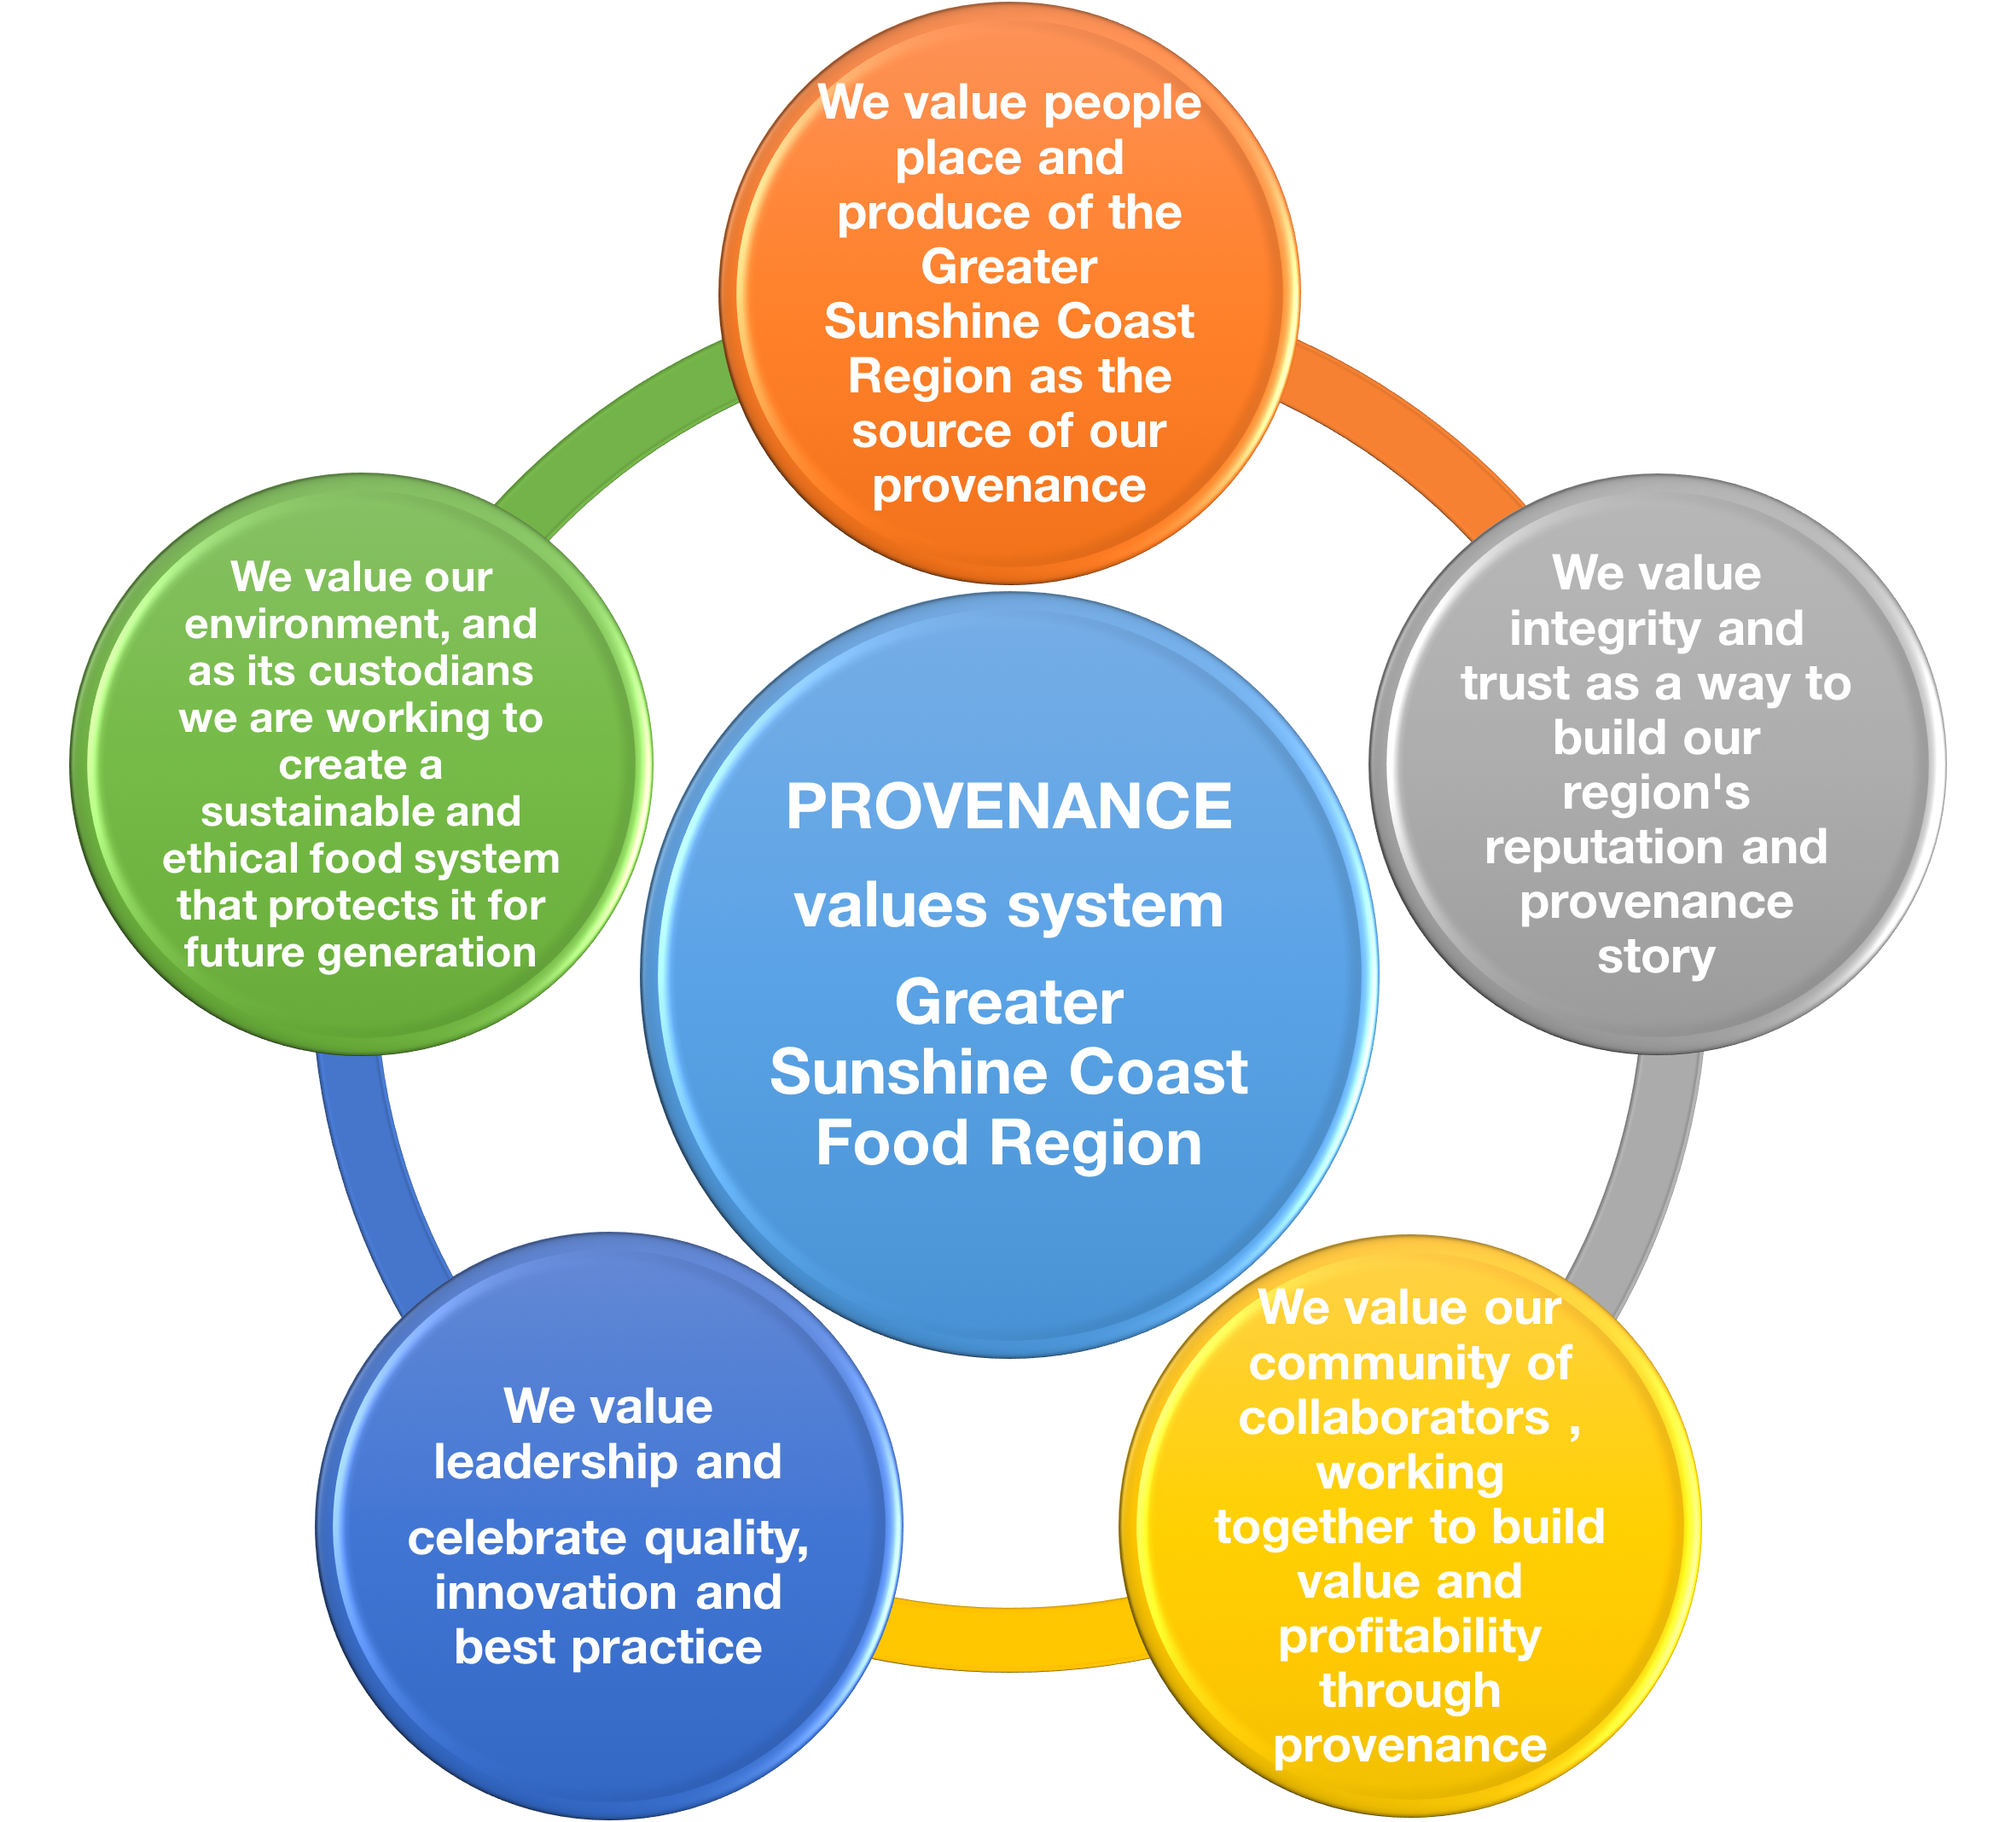 We value people
place and
produce of the
Greater
Sunshine Coast
Region as the
source of our
provenance
We value
integrity and
trust as a way to
build our
region's
reputation and
provenance
story
We value our
community of
collaborators ,
working
together to build
value and
profitability
through
provenance
We value
leadership and
celebrate quality,
innovation and
best practice
We value our
environment, and
as its custodians
we are working to
create a
sustainable and
ethical food system
that protects it for
future generation
PROVENANCE
values system
Greater
Sunshine Coast
Food Region